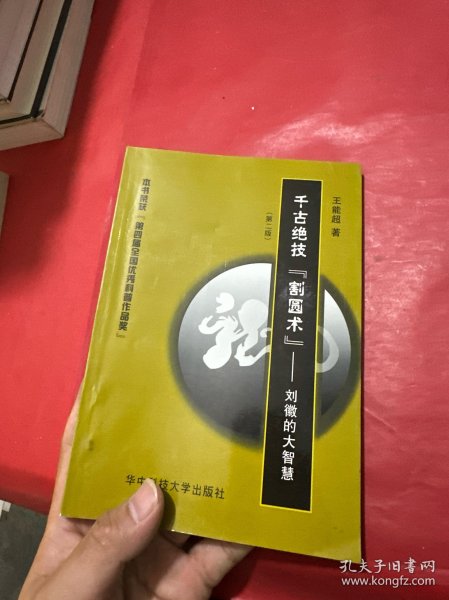 王能超 著
千古绝技『割圆术』——刘徽的大智慧
(第二版)
本书荣获『第四届全国优秀科普作品奖』
华中科技大学出版社
孔夫子旧书网
www.kongfz.com